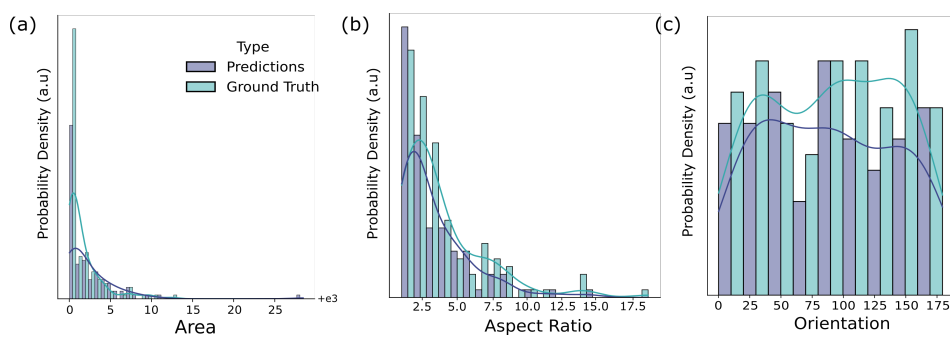 (a)
Probability Density (a.u)
Type
Predictions
Ground Truth
0 5 10 15 20 25
+e3
Area
(b)
Probability Density (a.u)
2.5 5.0 7.5 10.0 12.5 15.0 17.5
Aspect Ratio
(c)
Probability Density (a.u)
0 25 50 75 100 125 150 175
Orientation